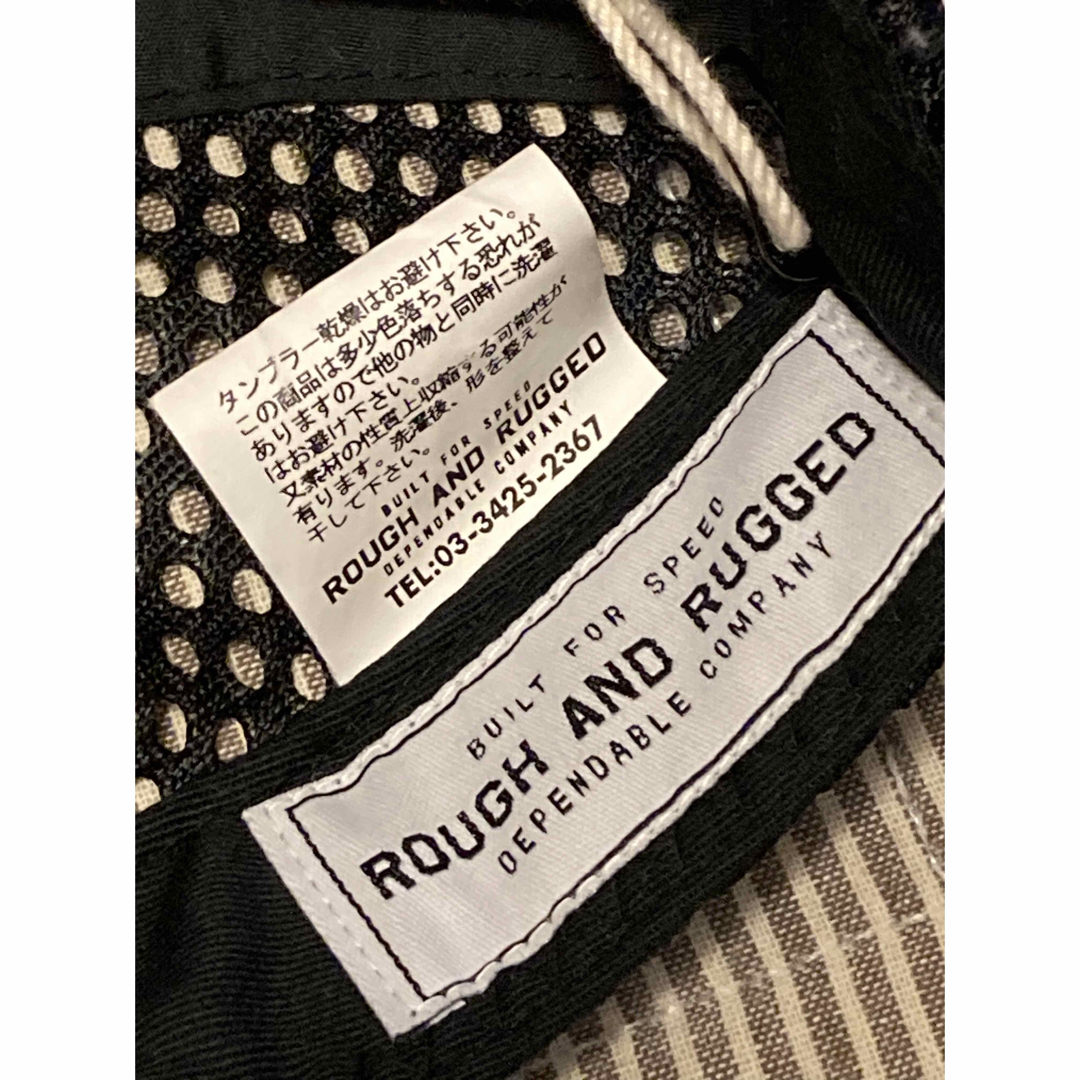 タンブラー乾燥はお避け下さい。
この商品は多少色落ちする恐れが
ありますので他の物と同時に洗濯
はお避け下さい。
又素材の性質上収縮する可能性が
有ります。洗濯後、形を整えて
干して下さい。
BUILT FOR SPEED
ROUGH AND RUGGED
DEPENDABLE COMPANY
TEL:03-3425-2367
BUILT FOR SPEED
ROUGH AND RUGGED
DEPENDABLE COMPANY